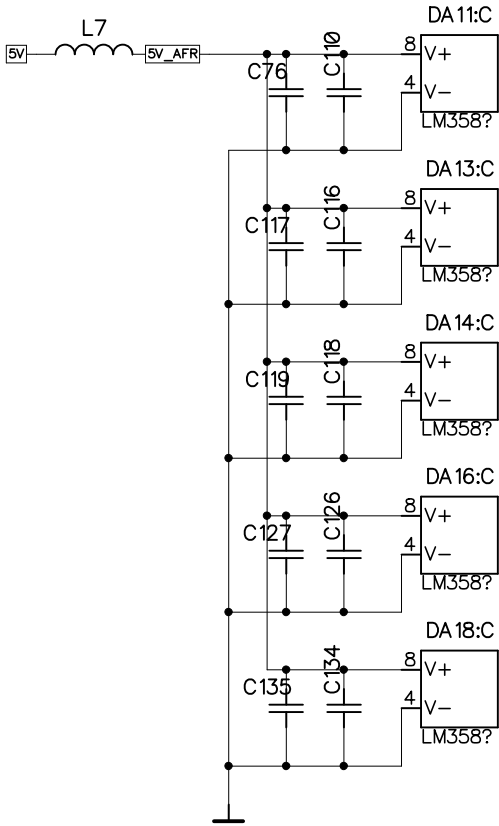 DA11:C
L7
5V
5V_AFR
C76
C110
8 V+
4 V-
LM358?
DA13:C
C117
C116
8 V+
4 V-
LM358?
DA14:C
C119
C118
8 V+
4 V-
LM358?
DA16:C
C127
C126
8 V+
4 V-
LM358?
DA18:C
C135
C134
8 V+
4 V-
LM358?